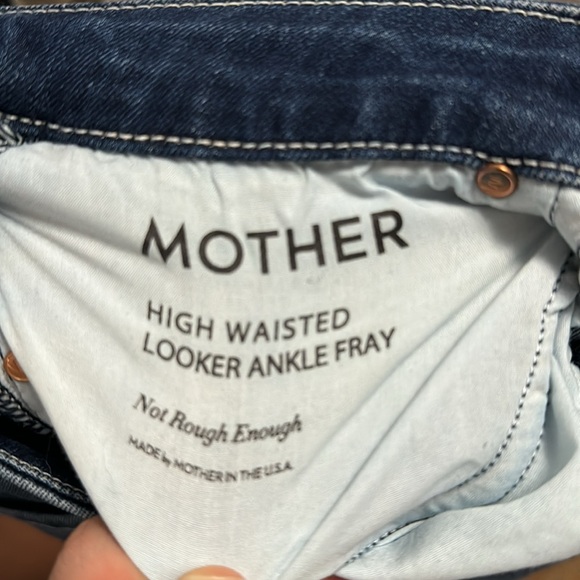 MOTHER
HIGH WAISTED
LOOKER ANKLE FRAY
Not Rough Enough
MADE by MOTHER IN THE U.S.A.